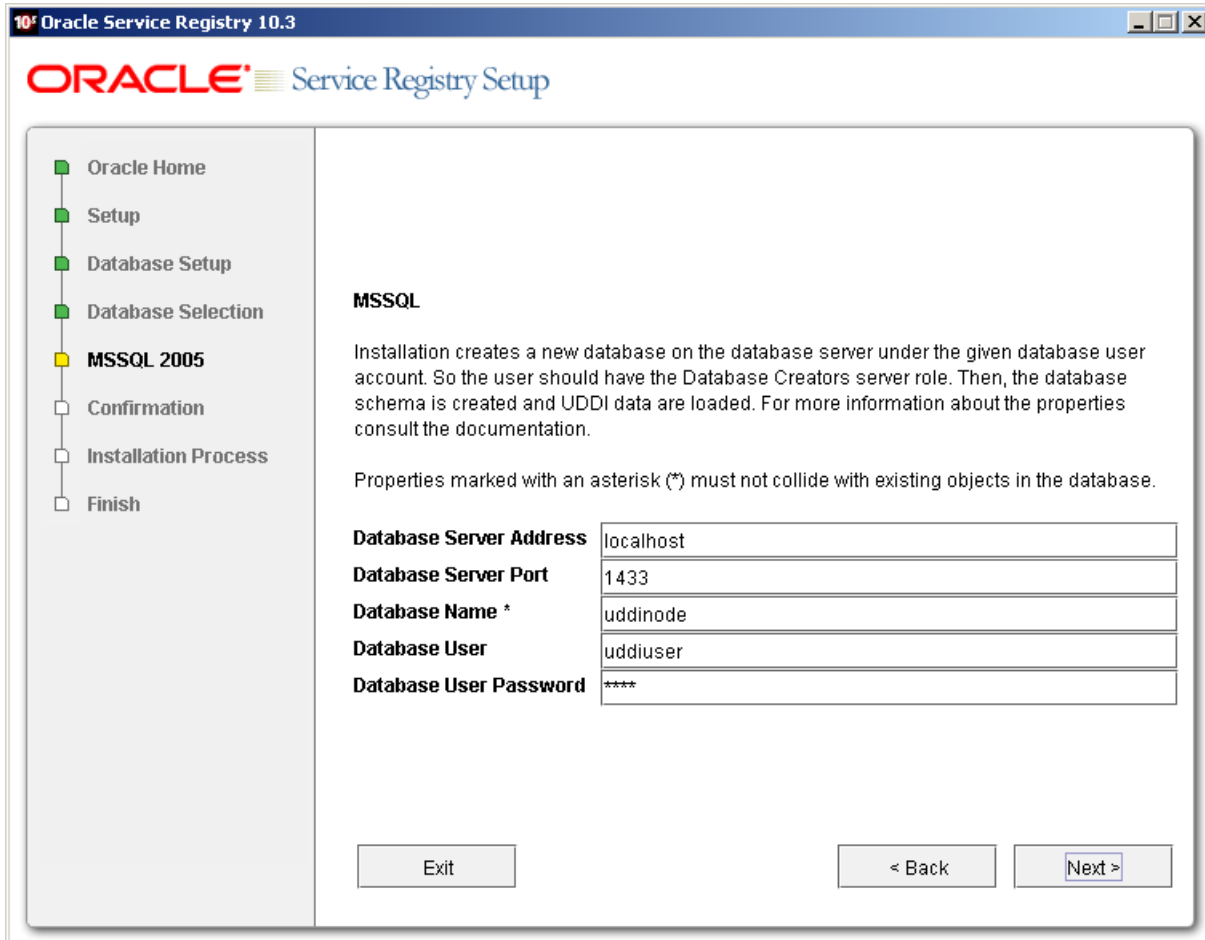 10g Oracle Service Registry 10.3
ORACLE Service Registry Setup
Oracle Home
Setup
Database Setup
Database Selection
MSSQL 2005
Confirmation
Installation Process
Finish
MSSQL
Installation creates a new database on the database server under the given database user
account. So the user should have the Database Creators server role. Then, the database
schema is created and UDDI data are loaded. For more information about the properties
consult the documentation.
Properties marked with an asterisk (*) must not collide with existing objects in the database.
Database Server Address localhost
Database Server Port 1433
Database Name * uddinode
Database User uddiuser
Database User Password ****
Exit < Back Next >